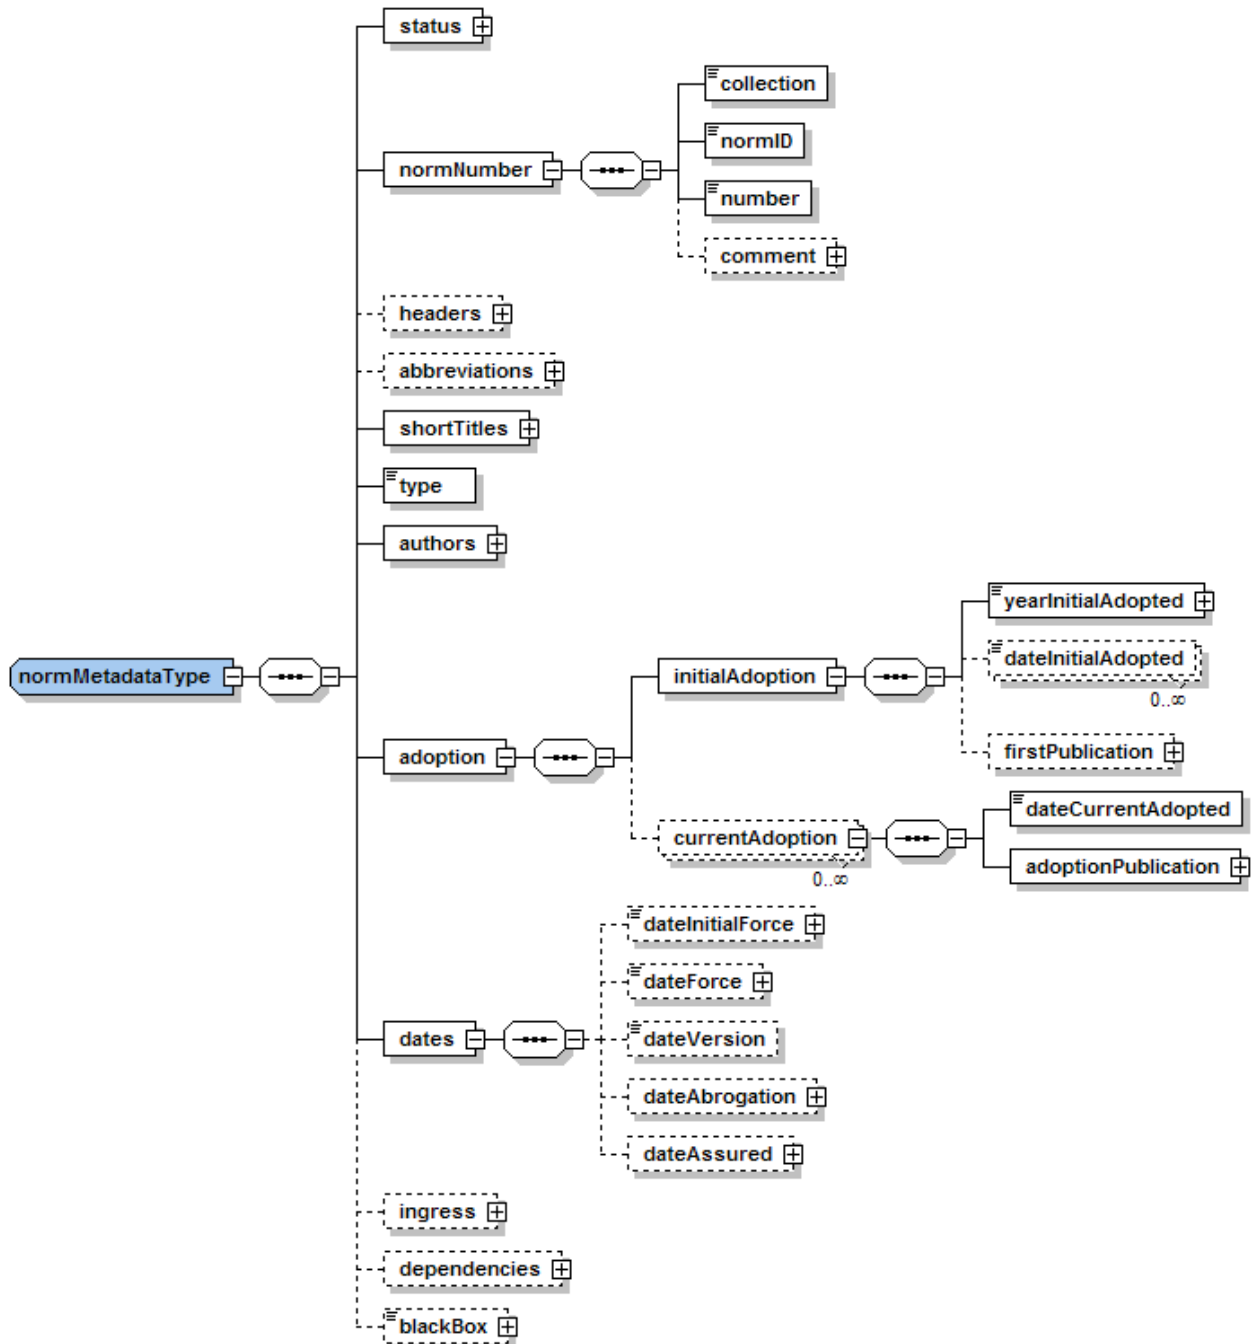 status
collection
normID
normNumber
number
comment
headers
abbreviations
shortTitles
type
authors
yearInitialAdopted
dateInitialAdopted
0..∞
normMetadataType
initialAdoption
firstPublication
adoption
dateCurrentAdopted
currentAdoption
0..∞
adoptionPublication
dateInitialForce
dateForce
dates
dateVersion
dateAbrogation
dateAssured
ingress
dependencies
blackBox